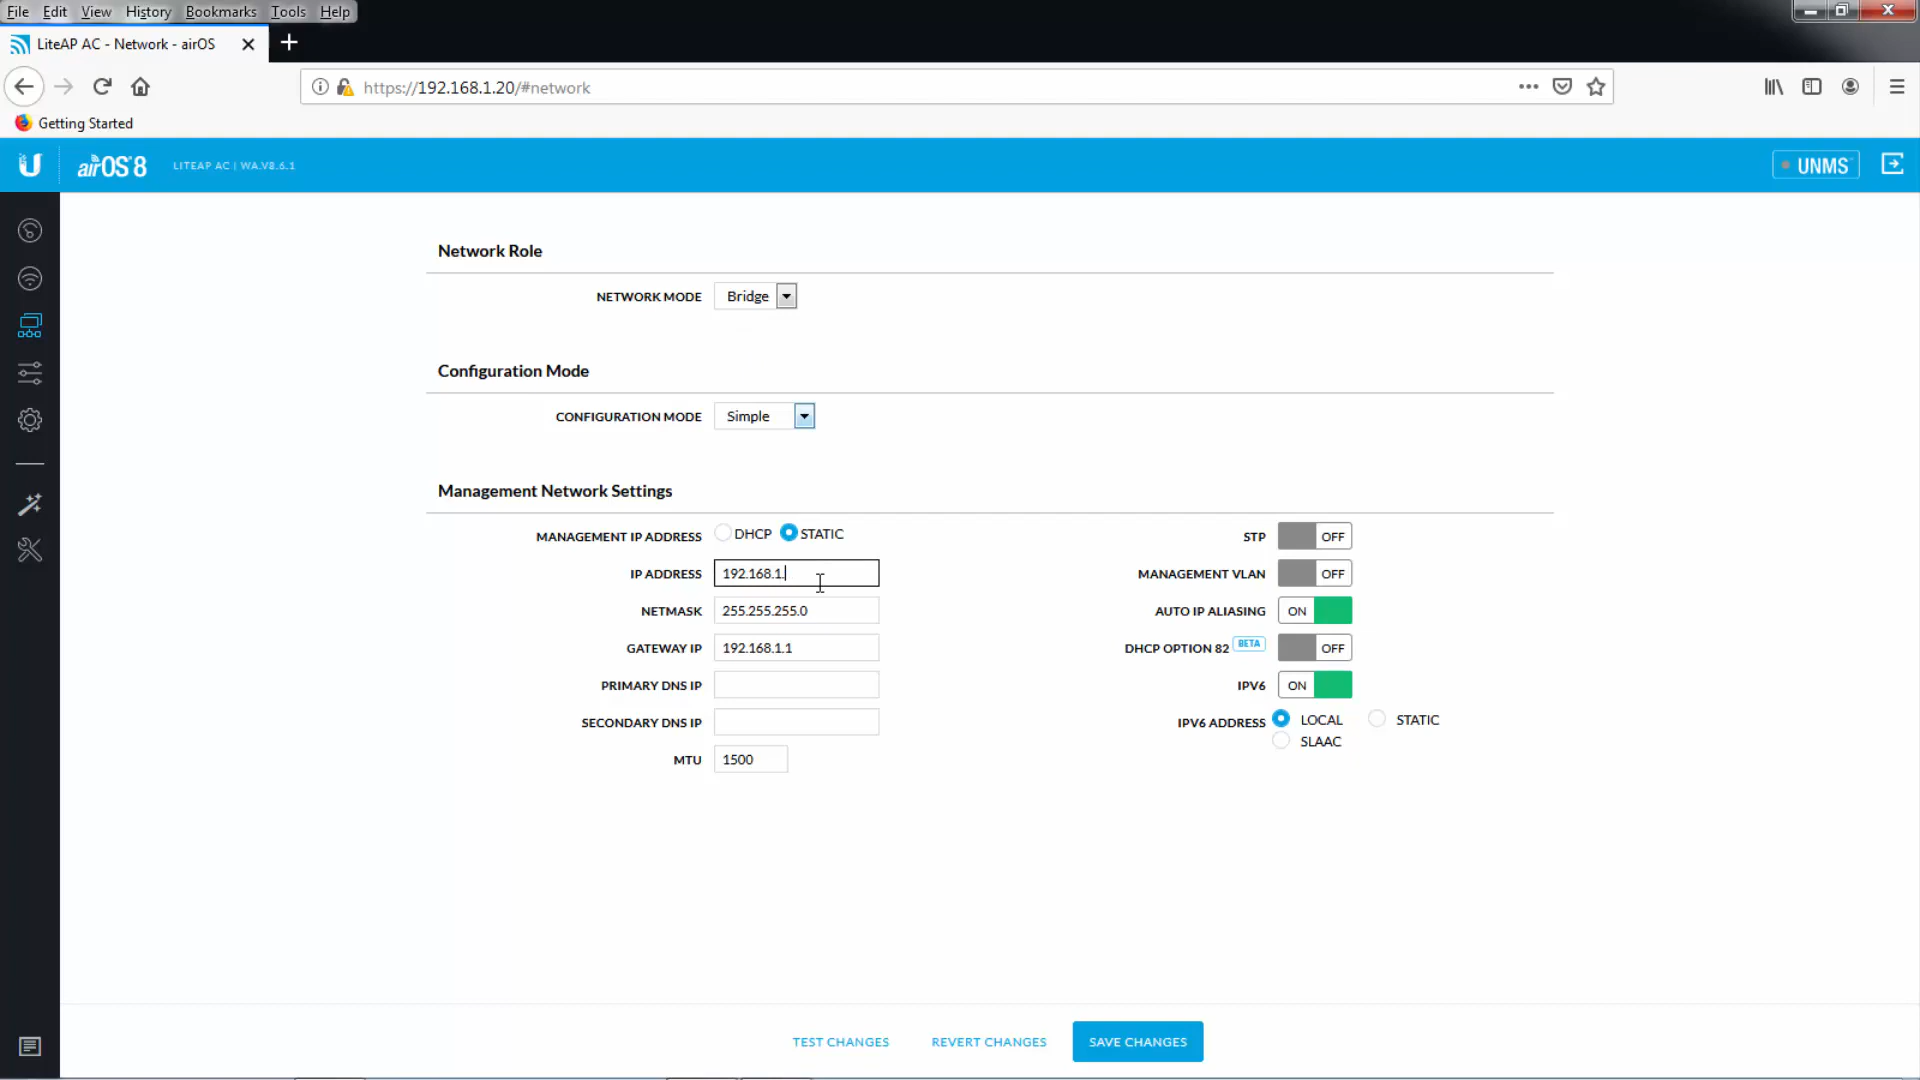 File Edit View History Bookmarks Tools Help
LiteAP AC - Network - airOS
https://192.168.1.20/#network
Getting Started
airOS 8 LITEAP AC | WA.V8.6.1 UNMS
Network Role
NETWORK MODE Bridge
Configuration Mode
CONFIGURATION MODE Simple
Management Network Settings
MANAGEMENT IP ADDRESS DHCP STATIC
IP ADDRESS 192.168.1.
NETMASK 255.255.255.0
GATEWAY IP 192.168.1.1
PRIMARY DNS IP
SECONDARY DNS IP
MTU 1500
STP OFF
MANAGEMENT VLAN OFF
AUTO IP ALIASING ON
DHCP OPTION 82 BETA OFF
IPV6 ON
IPV6 ADDRESS LOCAL STATIC
SLAAC
TEST CHANGES REVERT CHANGES SAVE CHANGES